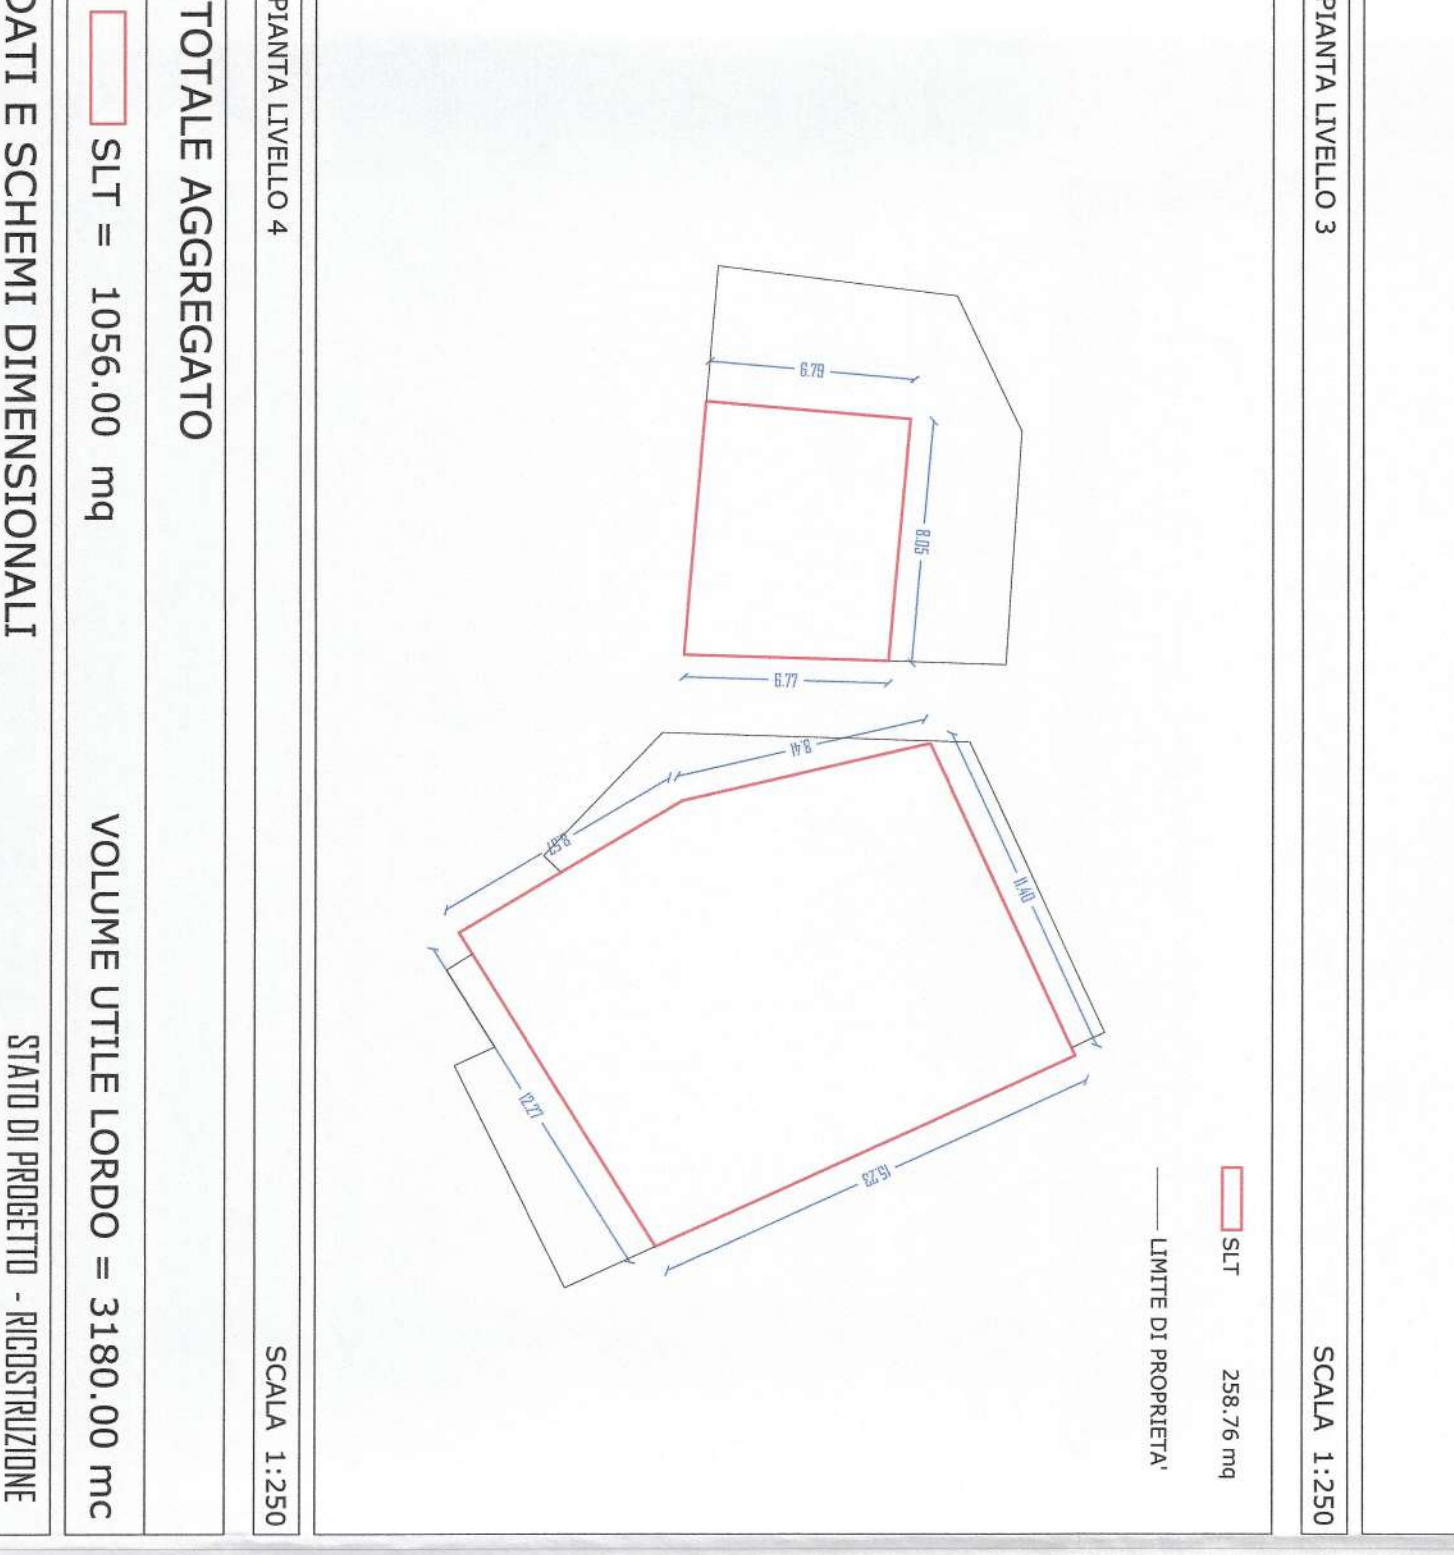 PIANTA LIVELLO 3 SCALA 1:250
SLT 258.76 mq
LIMITE DI PROPRIETA'
6.79
8.05
6.77
8.41
11.40
8.67
12.27
15.23
PIANTA LIVELLO 4 SCALA 1:250
TOTALE AGGREGATO
SLT = 1056.00 mq VOLUME UTILE LORDO = 3180.00 mc
DATI E SCHEMI DIMENSIONALI STATO DI PROGETTO - RICOSTRUZIONE